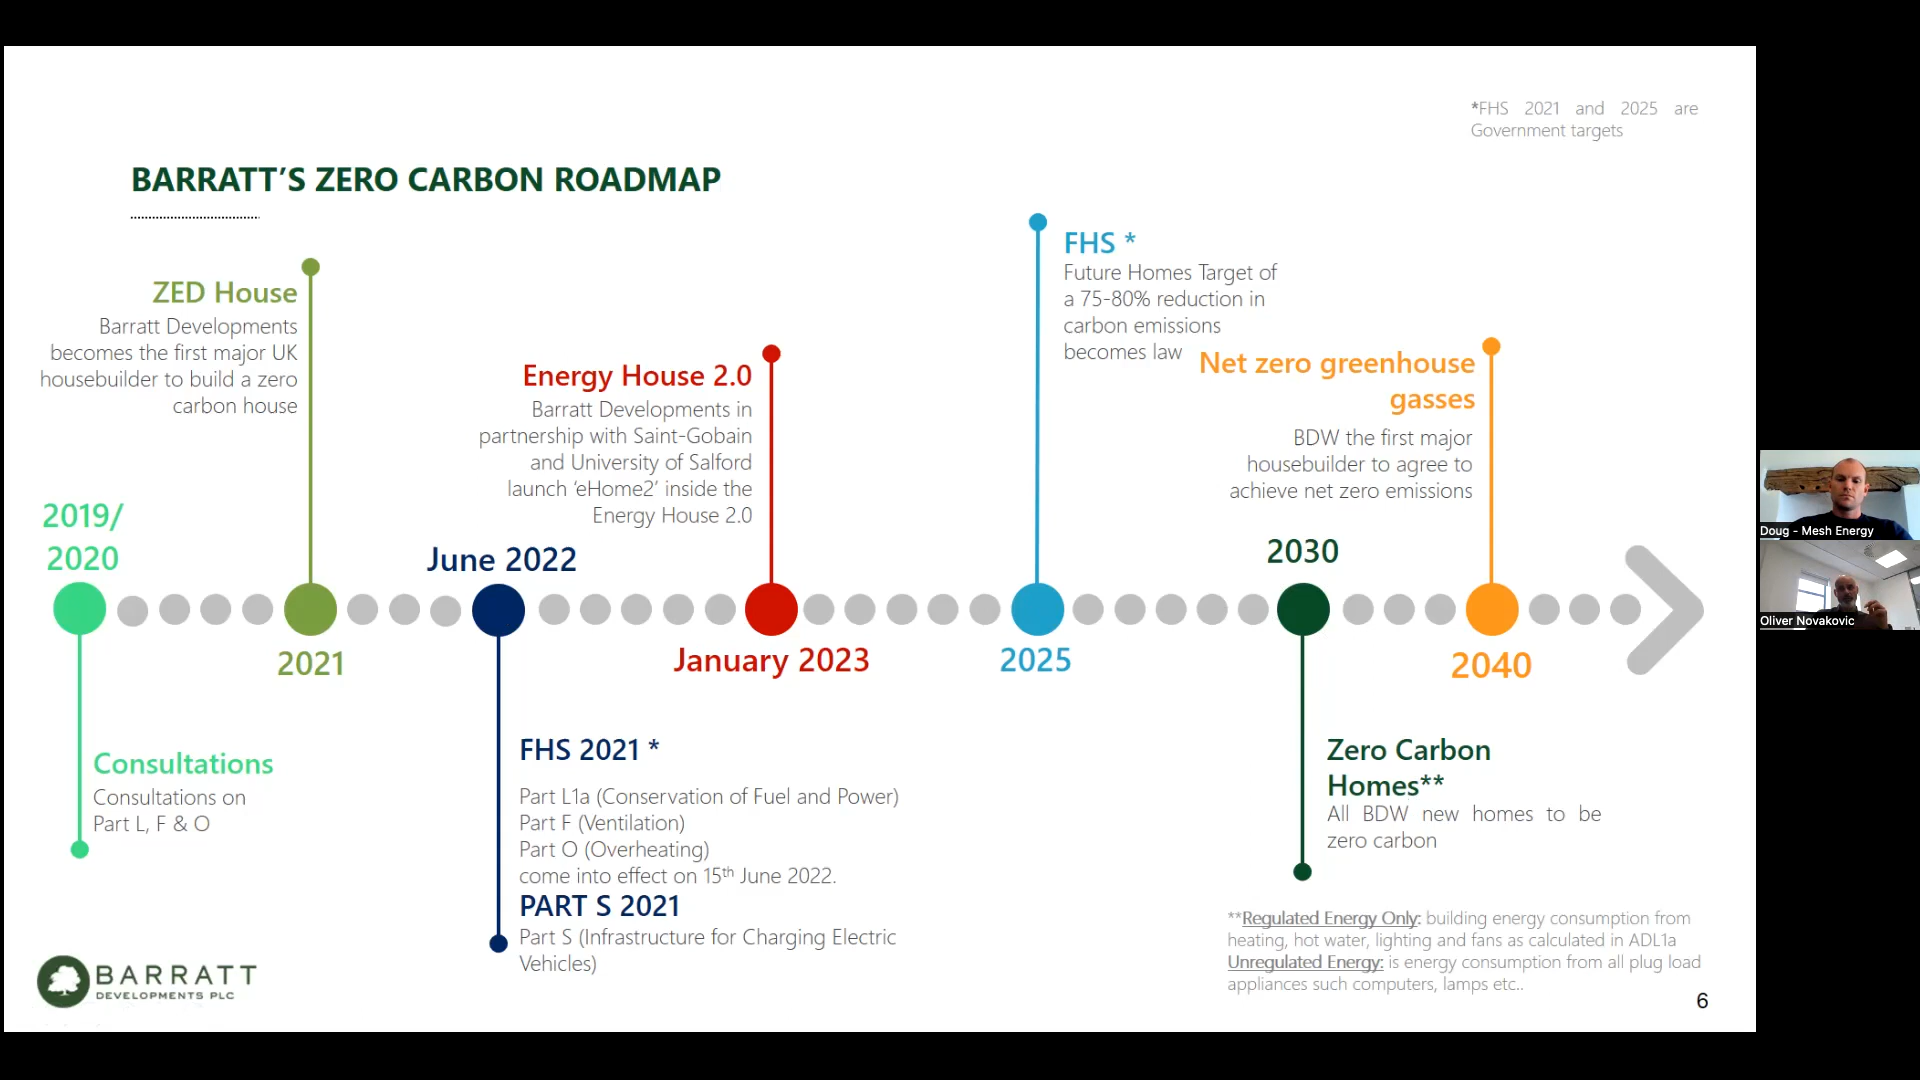 *FHS 2021 and 2025 are
Government targets
BARRATT’S ZERO CARBON ROADMAP
ZED House
Barratt Developments
becomes the first major UK
housebuilder to build a zero
carbon house
Energy House 2.0
Barratt Developments in
partnership with Saint-Gobain
and University of Salford
launch ‘eHome2’ inside the
Energy House 2.0
FHS *
Future Homes Target of
a 75-80% reduction in
carbon emissions
becomes law
Net zero greenhouse
gasses
BDW the first major
housebuilder to agree to
achieve net zero emissions
2019/
2020
2021
June 2022
January 2023
2025
2030
2040
Consultations
Consultations on
Part L, F & O
FHS 2021 *
Part L1a (Conservation of Fuel and Power)
Part F (Ventilation)
Part O (Overheating)
come into effect on 15th June 2022.
PART S 2021
Part S (Infrastructure for Charging Electric
Vehicles)
Zero Carbon
Homes**
All BDW new homes to be
zero carbon
**Regulated Energy Only: building energy consumption from
heating, hot water, lighting and fans as calculated in ADL1a
Unregulated Energy: is energy consumption from all plug load
appliances such computers, lamps etc..
6
BARRATT
DEVELOPMENTS PLC
Doug - Mesh Energy
Oliver Novakovic